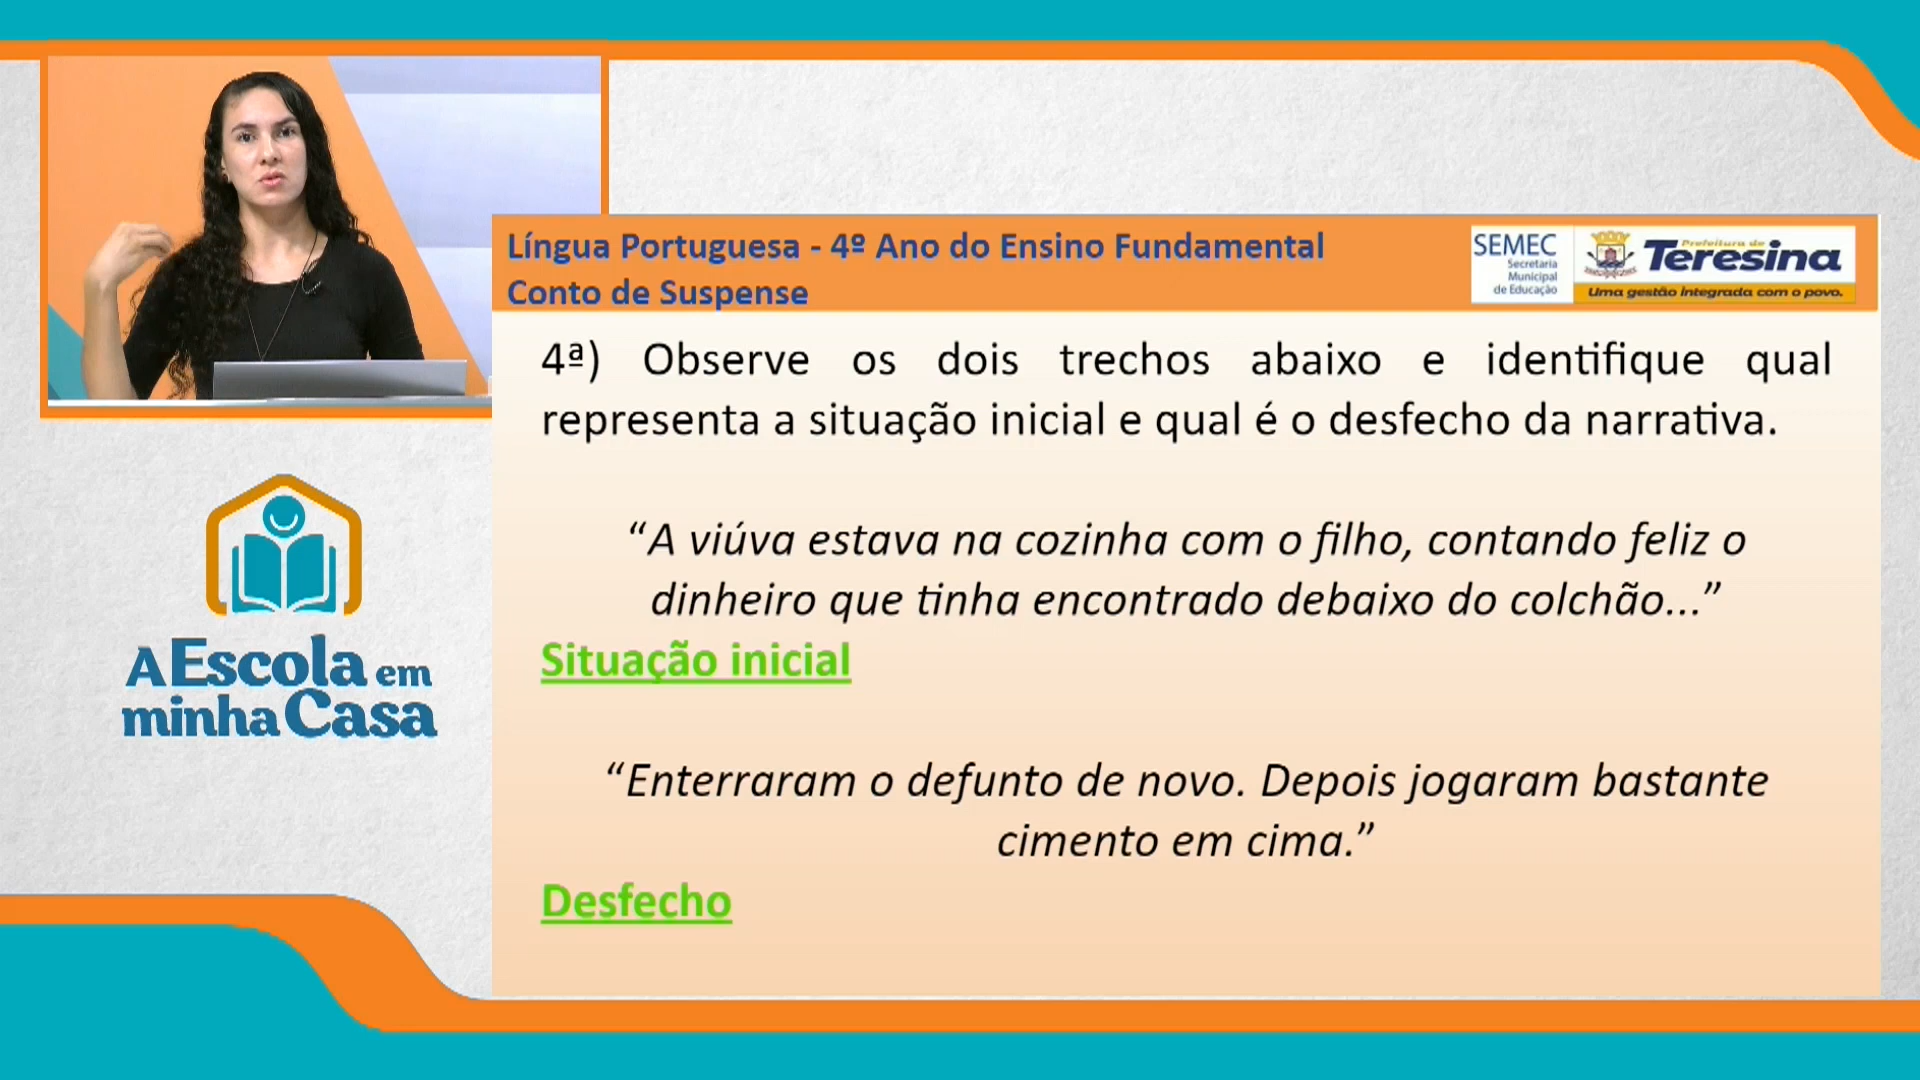 Língua Portuguesa - 4º Ano do Ensino Fundamental
Conto de Suspense
SEMEC
Secretaria
Municipal
de Educação
Prefeitura de
Teresina
Uma gestão integrada com o povo.
4ª) Observe os dois trechos abaixo e identifique qual
representa a situação inicial e qual é o desfecho da narrativa.
“A viúva estava na cozinha com o filho, contando feliz o
dinheiro que tinha encontrado debaixo do colchão...”
Situação inicial
“Enterraram o defunto de novo. Depois jogaram bastante
cimento em cima.”
Desfecho
A Escola em
minha Casa